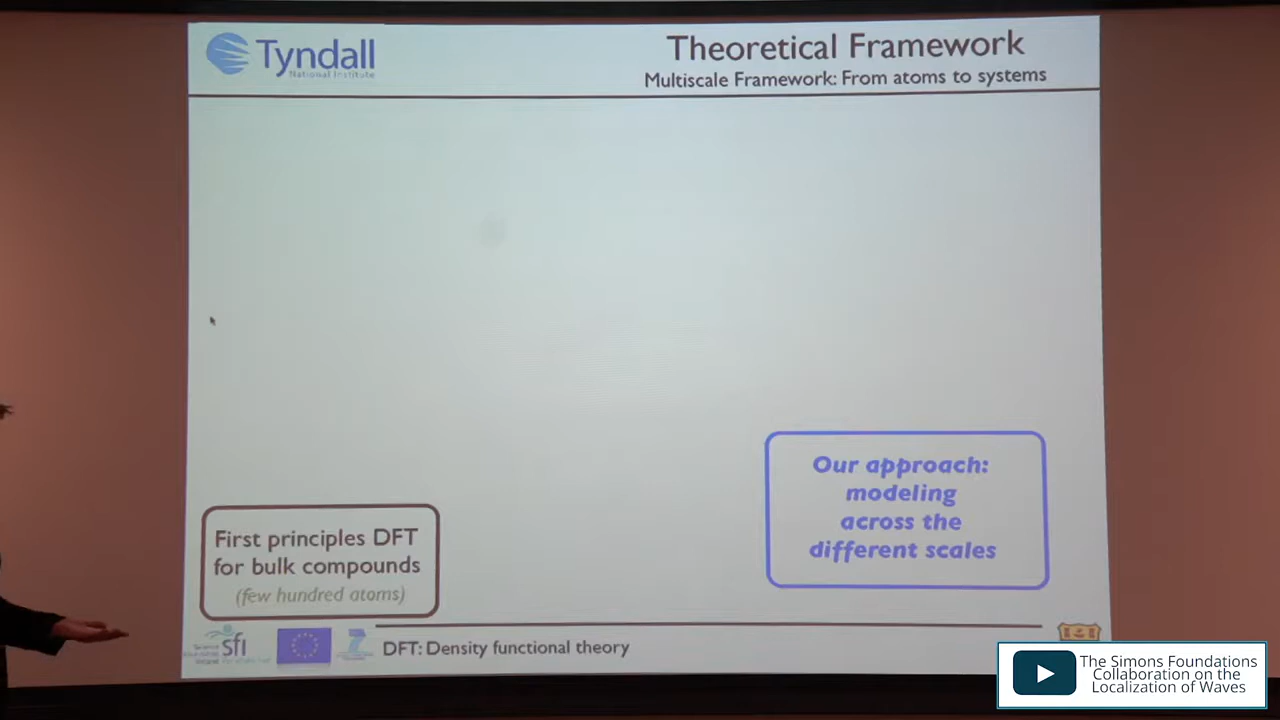 Tyndall
National Institute
Theoretical Framework
Multiscale Framework: From atoms to systems
Our approach:
modeling
across the
different scales
First principles DFT
for bulk compounds
(few hundred atoms)
sfi
DFT: Density functional theory
The Simons Foundations
Collaboration on the
Localization of Waves